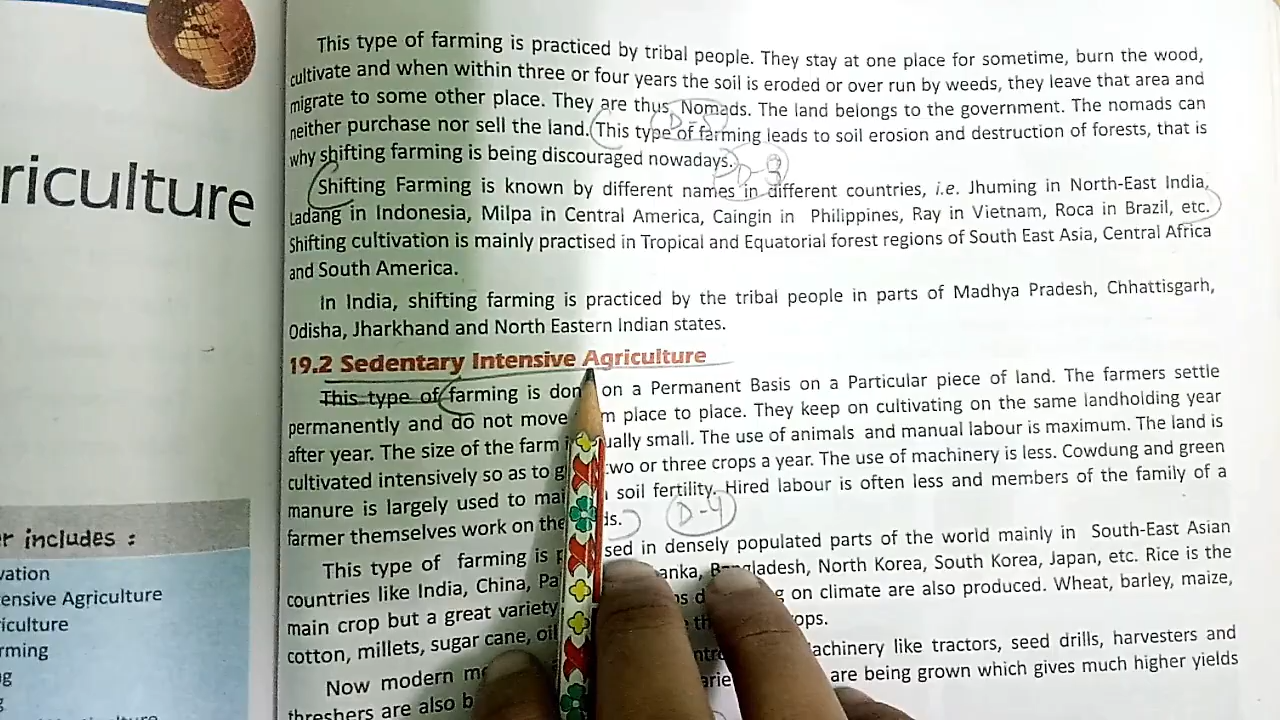 riculture
r includes :
vation
ensive Agriculture
iculture
rming
g
This type of farming is practiced by tribal people. They stay at one place for sometime, burn the wood,
cultivate and when within three or four years the soil is eroded or over run by weeds, they leave that area and
migrate to some other place. They are thus Nomads. The land belongs to the government. The nomads can
D-5
neither purchase nor sell the land. This type of farming leads to soil erosion and destruction of forests, that is
why shifting farming is being discouraged nowadays.
D-3
Shifting Farming is known by different names in different countries, i.e. Jhuming in North-East India,
Ladang in Indonesia, Milpa in Central America, Caingin in Philippines, Ray in Vietnam, Roca in Brazil, etc.
Shifting cultivation is mainly practised in Tropical and Equatorial forest regions of South East Asia, Central Africa
and South America.
In India, shifting farming is practiced by the tribal people in parts of Madhya Pradesh, Chhattisgarh,
Odisha, Jharkhand and North Eastern Indian states.
19.2 Sedentary Intensive Agriculture
This type of farming is don on a Permanent Basis on a Particular piece of land. The farmers settle
permanently and do not move m place to place. They keep on cultivating on the same landholding year
after year. The size of the farm ually small. The use of animals and manual labour is maximum. The land is
cultivated intensively so as to g two or three crops a year. The use of machinery is less. Cowdung and green
manure is largely used to mai soil fertility. Hired labour is often less and members of the family of a
farmer themselves work on the ds. D-4
This type of farming is p sed in densely populated parts of the world mainly in South-East Asian
countries like India, China, Pa anka, Bangladesh, North Korea, South Korea, Japan, etc. Rice is the
main crop but a great variety ps d g on climate are also produced. Wheat, barley, maize,
cotton, millets, sugar cane, oil th ops.
Now modern m ntr achinery like tractors, seed drills, harvesters and
threshers are also b arie are being grown which gives much higher yields